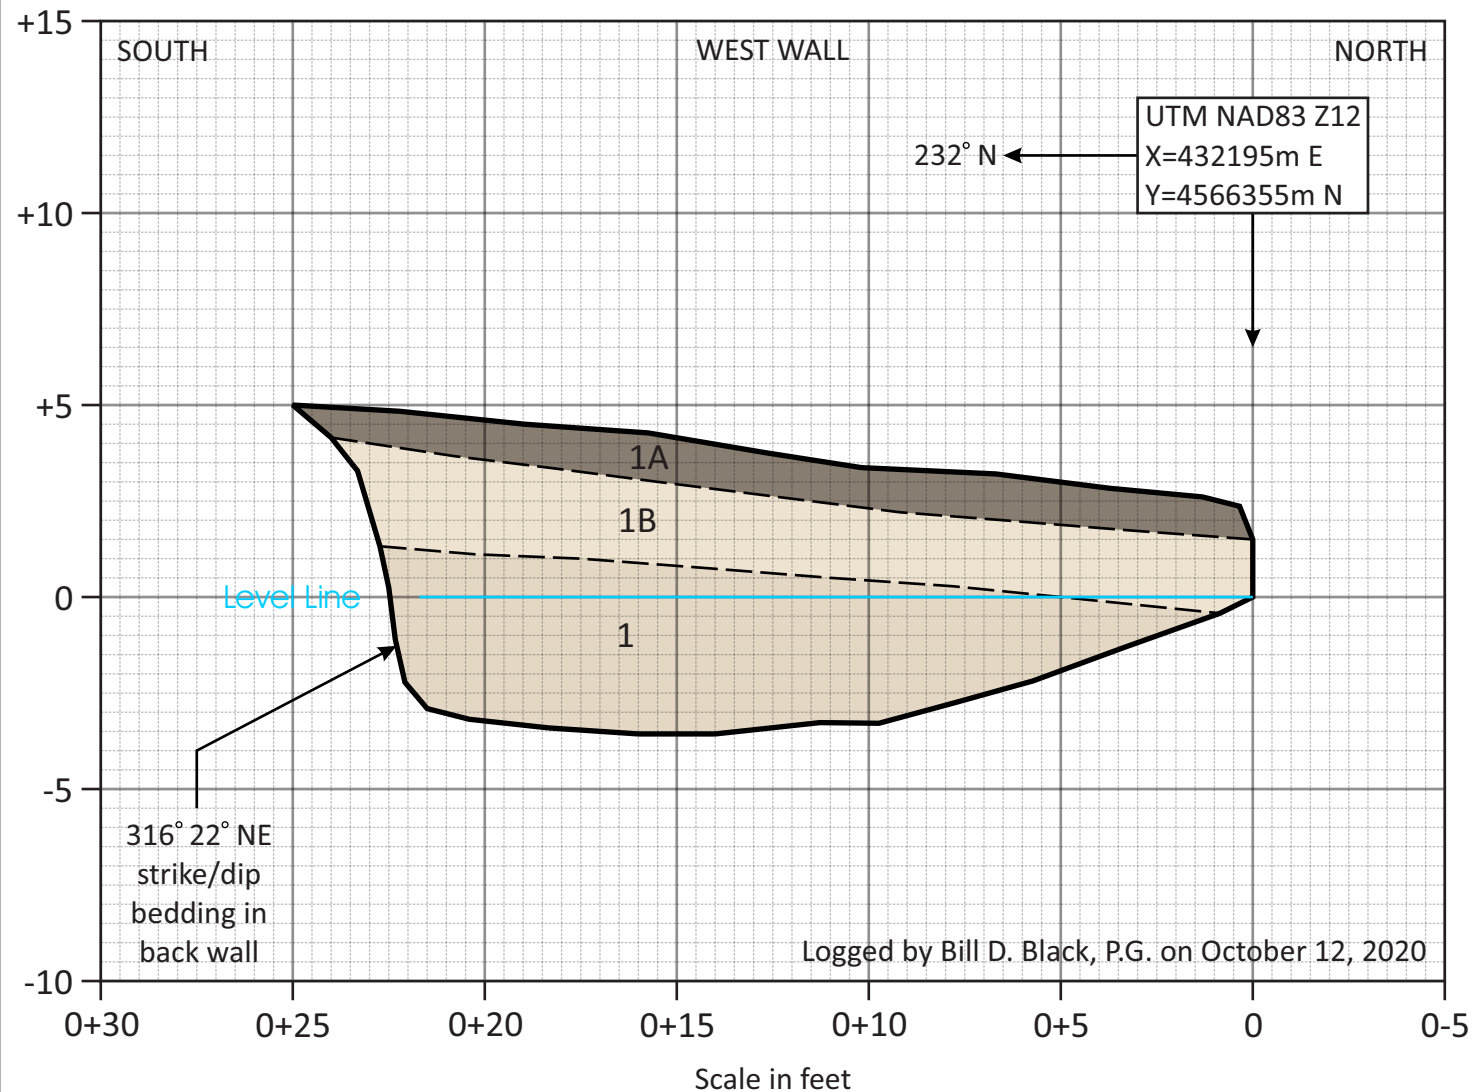 +15
SOUTH WEST WALL NORTH
UTM NAD83 Z12
232° N
X=432195m E
Y=4566355m N
+10
+5
1A
1B
Level Line
0
1
-5
316° 22° NE
strike/dip
bedding in
back wall
Logged by Bill D. Black, P.G. on October 12, 2020
-10
0+30 0+25 0+20 0+15 0+10 0+5 0 0-5
Scale in feet